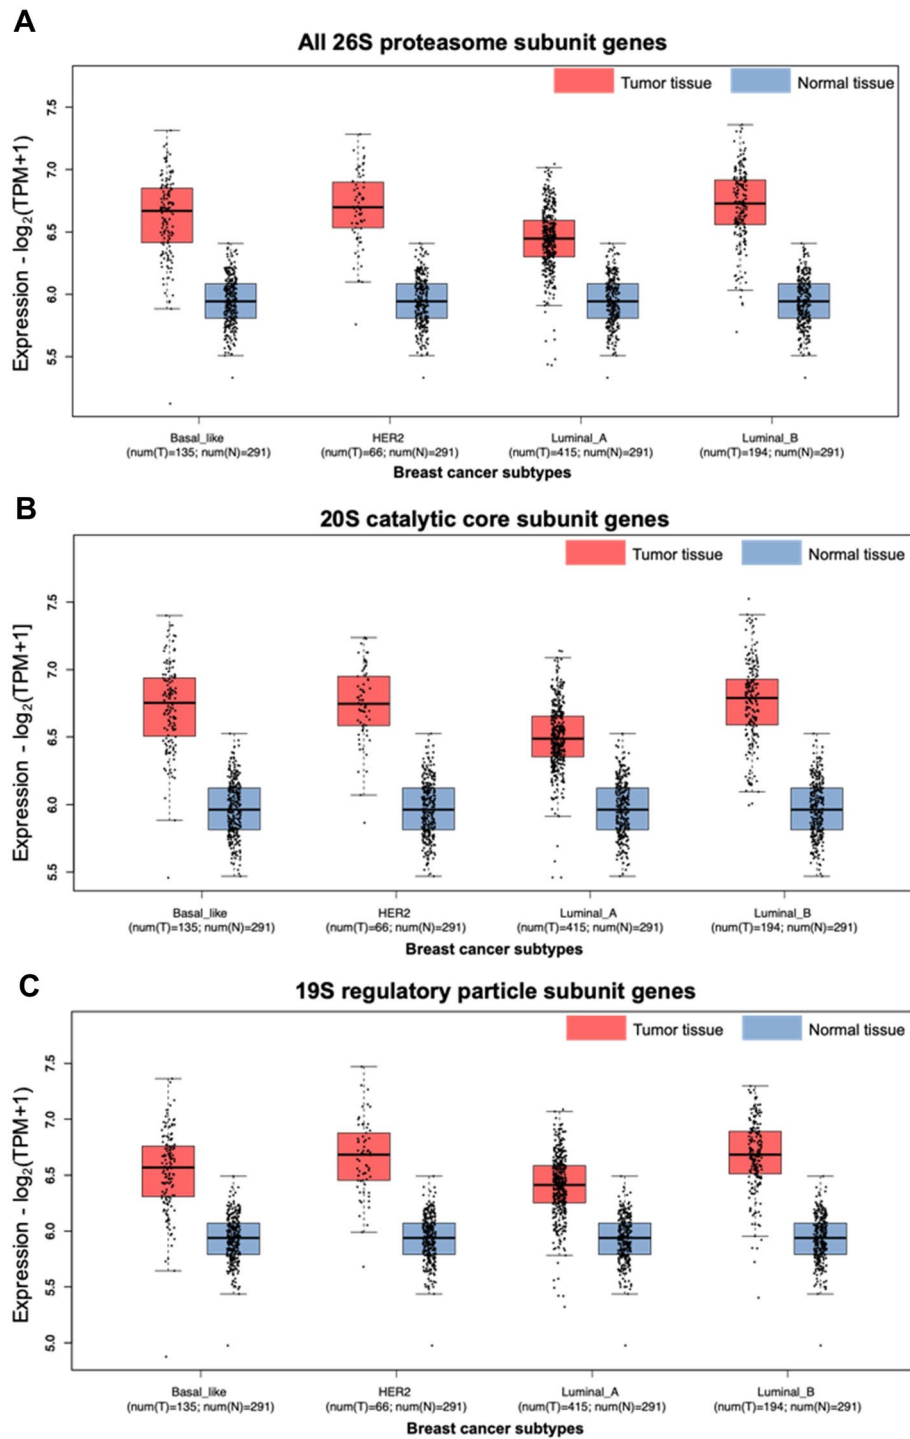 A
All 26S proteasome subunit genes
Tumor tissue
Normal tissue
Expression - log2(TPM+1)
7.5
7.0
6.5
6.0
5.5
Basal_like
(num(T)=135; num(N)=291)
HER2
(num(T)=66; num(N)=291)
Luminal_A
(num(T)=415; num(N)=291)
Luminal_B
(num(T)=194; num(N)=291)
Breast cancer subtypes
B
20S catalytic core subunit genes
Tumor tissue
Normal tissue
Expression - log2(TPM+1]
7.5
7.0
6.5
6.0
5.5
Basal_like
(num(T)=135; num(N)=291)
HER2
(num(T)=66; num(N)=291)
Luminal_A
(num(T)=415; num(N)=291)
Luminal_B
(num(T)=194; num(N)=291)
Breast cancer subtypes
C
19S regulatory particle subunit genes
Tumor tissue
Normal tissue
Expression - log2(TPM+1)
7.5
7.0
6.5
6.0
5.5
5.0
Basal_like
(num(T)=135; num(N)=291)
HER2
(num(T)=66; num(N)=291)
Luminal_A
(num(T)=415; num(N)=291)
Luminal_B
(num(T)=194; num(N)=291)
Breast cancer subtypes